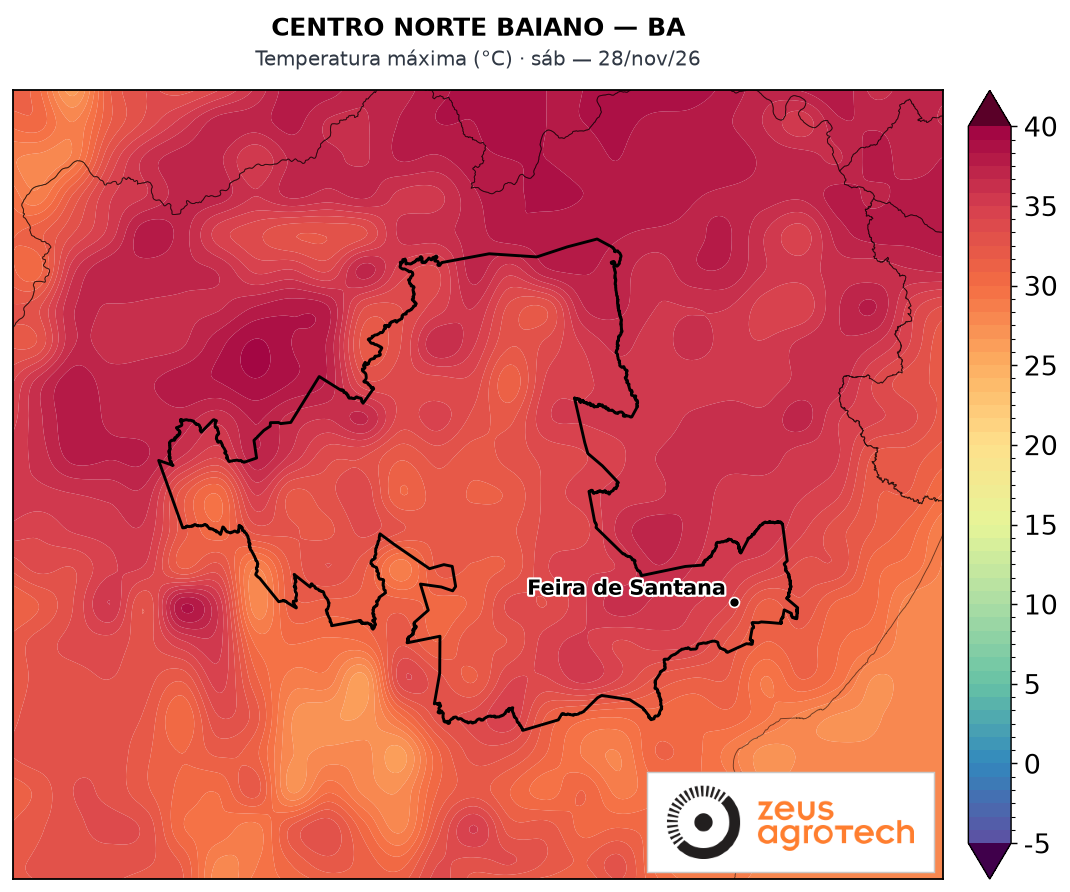 CENTRO NORTE BAIANO — BA
Temperatura máxima (°C) · sáb — 28/nov/26
40
35
30
25
20
15
10
5
0
-5
Feira de Santana
zeus
agrotech